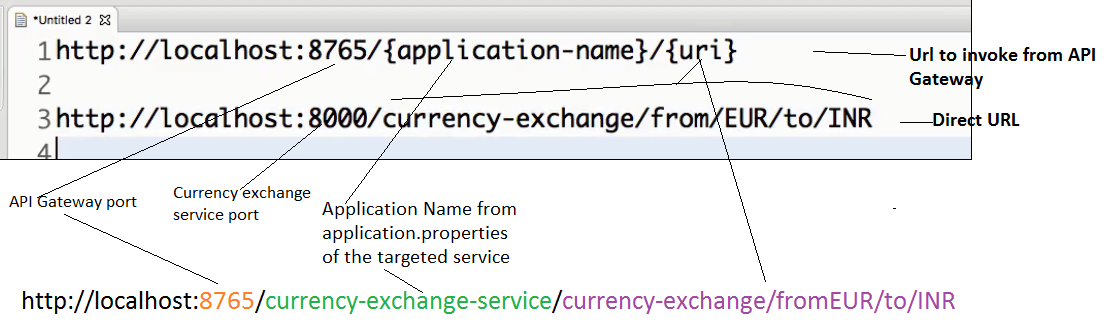 *Untitled 2
1 http://localhost:8765/{application-name}/{uri}
Url to invoke from API
Gateway
2
3 http://localhost:8000/currency-exchange/from/EUR/to/INR
Direct URL
4
API Gateway port
Currency exchange
service port
Application Name from
application.properties
of the targeted service
http://localhost:8765/currency-exchange-service/currency-exchange/fromEUR/to/INR